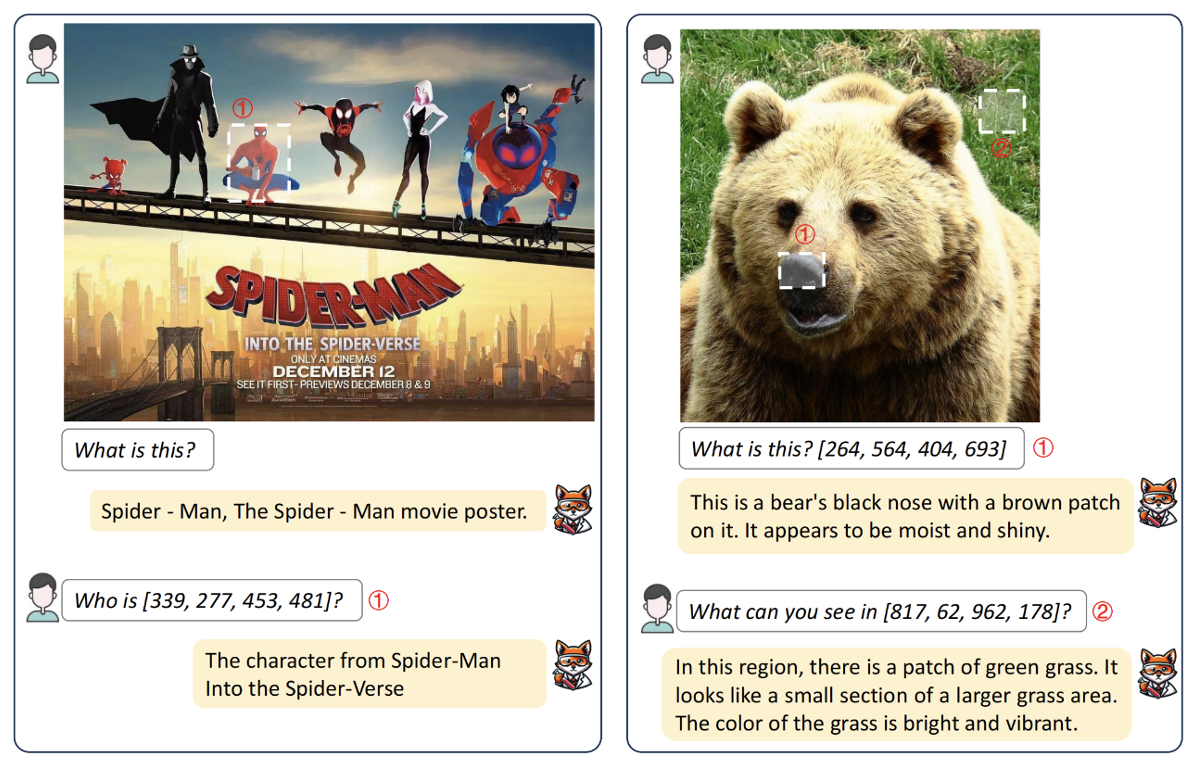 ①
SPIDER-MAN
INTO THE SPIDER-VERSE
ONLY AT CINEMAS
DECEMBER 12
SEE IT FIRST- PREVIEWS DECEMBER 8 & 9
What is this?
Spider - Man, The Spider - Man movie poster.
Who is [339, 277, 453, 481]? ①
The character from Spider-Man
Into the Spider-Verse
②
①
What is this? [264, 564, 404, 693] ①
This is a bear's black nose with a brown patch
on it. It appears to be moist and shiny.
What can you see in [817, 62, 962, 178]? ②
In this region, there is a patch of green grass. It
looks like a small section of a larger grass area.
The color of the grass is bright and vibrant.